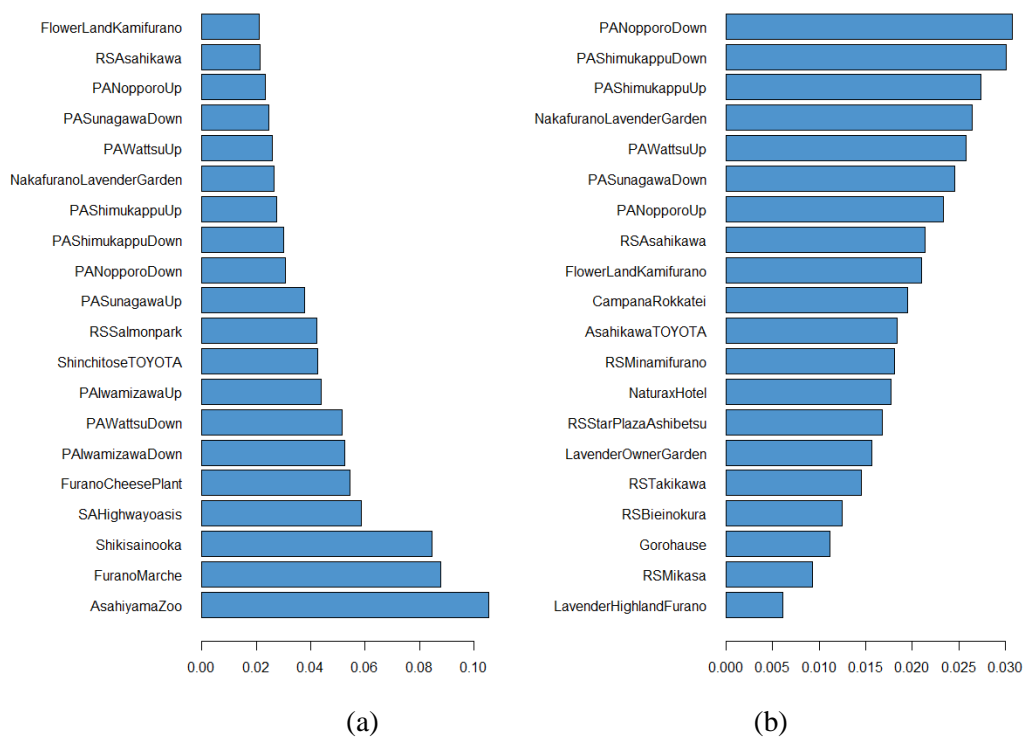 FlowerLandKamifurano
RSAsahikawa
PANopporoUp
PASunagawaDown
PAWattsuUp
NakafuranoLavenderGarden
PAShimukappuUp
PAShimukappuDown
PANopporoDown
PASunagawaUp
RSSalmonpark
ShinchitoseTOYOTA
PAIwamizawaUp
PAWattsuDown
PAIwamizawaDown
FuranoCheesePlant
SAHighwayoasis
Shikisainooka
FuranoMarche
AsahiyamaZoo
0.00 0.02 0.04 0.06 0.08 0.10
(a)
PANopporoDown
PAShimukappuDown
PAShimukappuUp
NakafuranoLavenderGarden
PAWattsuUp
PASunagawaDown
PANopporoUp
RSAsahikawa
FlowerLandKamifurano
CampanaRokkatei
AsahikawaTOYOTA
RSMinamifurano
NaturaxHotel
RSStarPlazaAshibetsu
LavenderOwnerGarden
RSTakikawa
RSBieinokura
Gorohause
RSMikasa
LavenderHighlandFurano
0.000 0.005 0.010 0.015 0.020 0.025 0.030
(b)